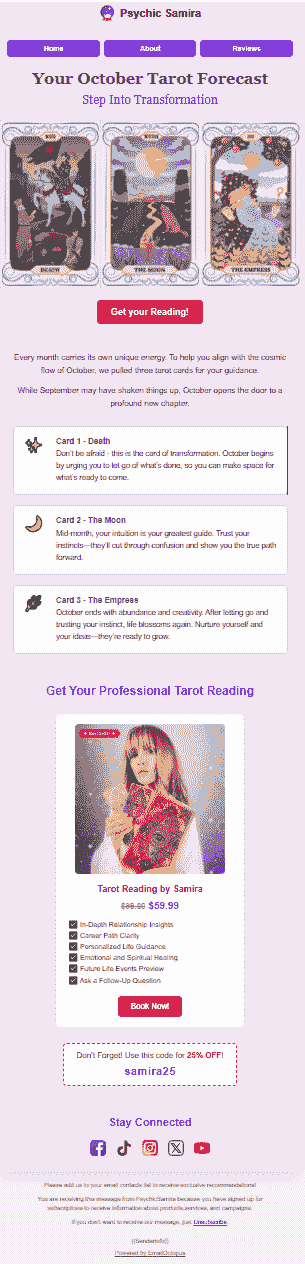 Psychic Samira
Home
About
Reviews
Your October Tarot Forecast
Step Into Transformation
DEATH
THE MOON
THE EMPRESS
Get your Reading!
Every month carries its own unique energy. To help you align with the cosmic
flow of October, we pulled three tarot cards for your guidance.
While September may have shaken things up, October opens the door to a
profound new chapter.
Card 1 - Death
Don't be afraid - this is the card of transformation. October begins
by urging you to let go of what's done, so you can make space for
what's ready to come.
Card 2 - The Moon
Mid-month, your intuition is your greatest guide. Trust your
instincts—they'll cut through confusion and show you the true path
forward.
Card 3 - The Empress
October ends with abundance and creativity. After letting go and
trusting your instinct, life blossoms again. Nurture yourself and
your ideas—they're ready to grow.
Get Your Professional Tarot Reading
Tarot Reading by Samira
$59.99
In-Depth Relationship Insights
Career Path Clarity
Personalized Life Guidance
Emotional and Spiritual Healing
Future Life Events Preview
Ask a Follow-Up Question
Book Now!
Don't Forget! Use this code for 25% OFF!
samira25
Stay Connected
Please add us to your email contacts list to receive exclusive recommendations!
You are receiving this message from PsychicSamira because you have signed up for
subscriptions to receive information about products, services, and campaigns.
If you don't want to receive our message, just Unsubscribe.
{{SenderInfo}}
Powered by EmailOctopus